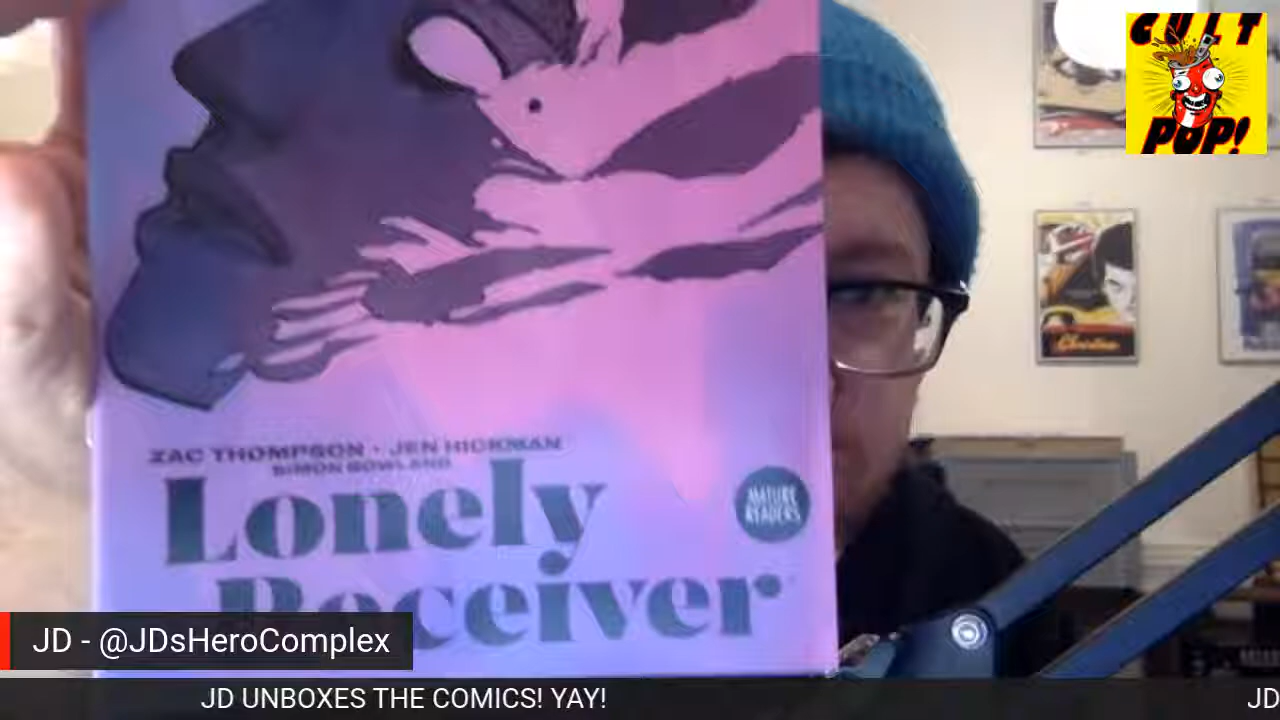 CULT
POP!
Christine
ZAC THOMPSON • JEN HICKMAN
SIMON BOWLAND
Lonely
Receiver
MATURE
READERS
JD - @JDsHeroComplex
JD UNBOXES THE COMICS! YAY!
JD